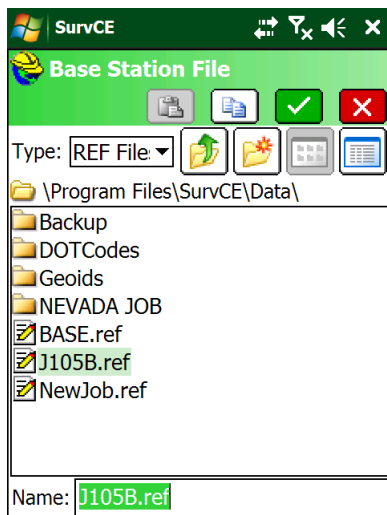 SurvCE
Base Station File
Type: REF File:
\Program Files\SurvCE\Data\
Backup
DOTCodes
Geoids
NEVADA JOB
BASE.ref
J105B.ref
NewJob.ref
Name: J105B.ref